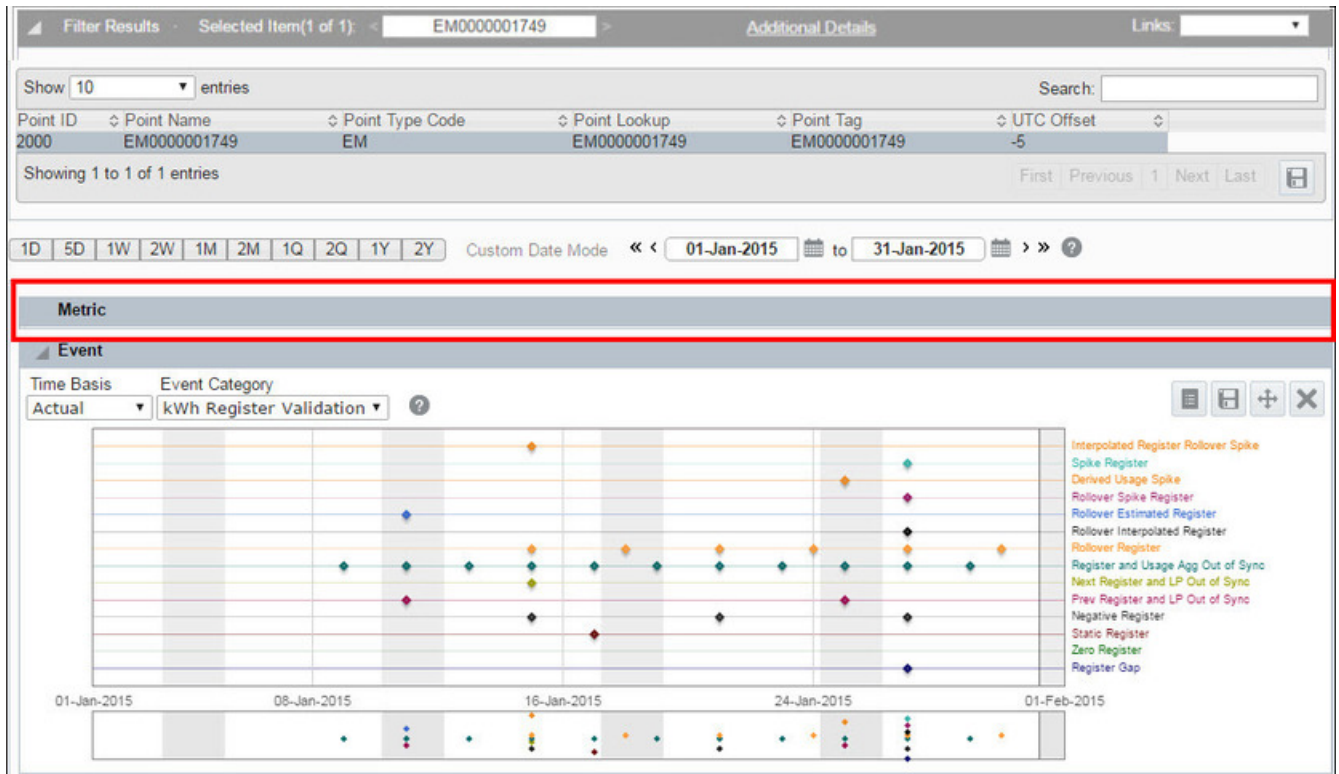 Filter Results - Selected Item(1 of 1): < EM0000001749 > Additional Details Links:
Show 10 entries Search:
Point ID Point Name Point Type Code Point Lookup Point Tag UTC Offset
2000 EM0000001749 EM EM0000001749 EM0000001749 -5
Showing 1 to 1 of 1 entries First Previous 1 Next Last
1D 5D 1W 2W 1M 2M 1Q 2Q 1Y 2Y Custom Date Mode « < 01-Jan-2015 to 31-Jan-2015 > » ?
Metric
Event
Time Basis Event Category
Actual kWh Register Validation ?
Interpolated Register Rollover Spike
Spike Register
Derived Usage Spike
Rollover Spike Register
Rollover Estimated Register
Rollover Interpolated Register
Rollover Register
Register and Usage Agg Out of Sync
Next Register and LP Out of Sync
Prev Register and LP Out of Sync
Negative Register
Static Register
Zero Register
Register Gap
01-Jan-2015 08-Jan-2015 16-Jan-2015 24-Jan-2015 01-Feb-2015